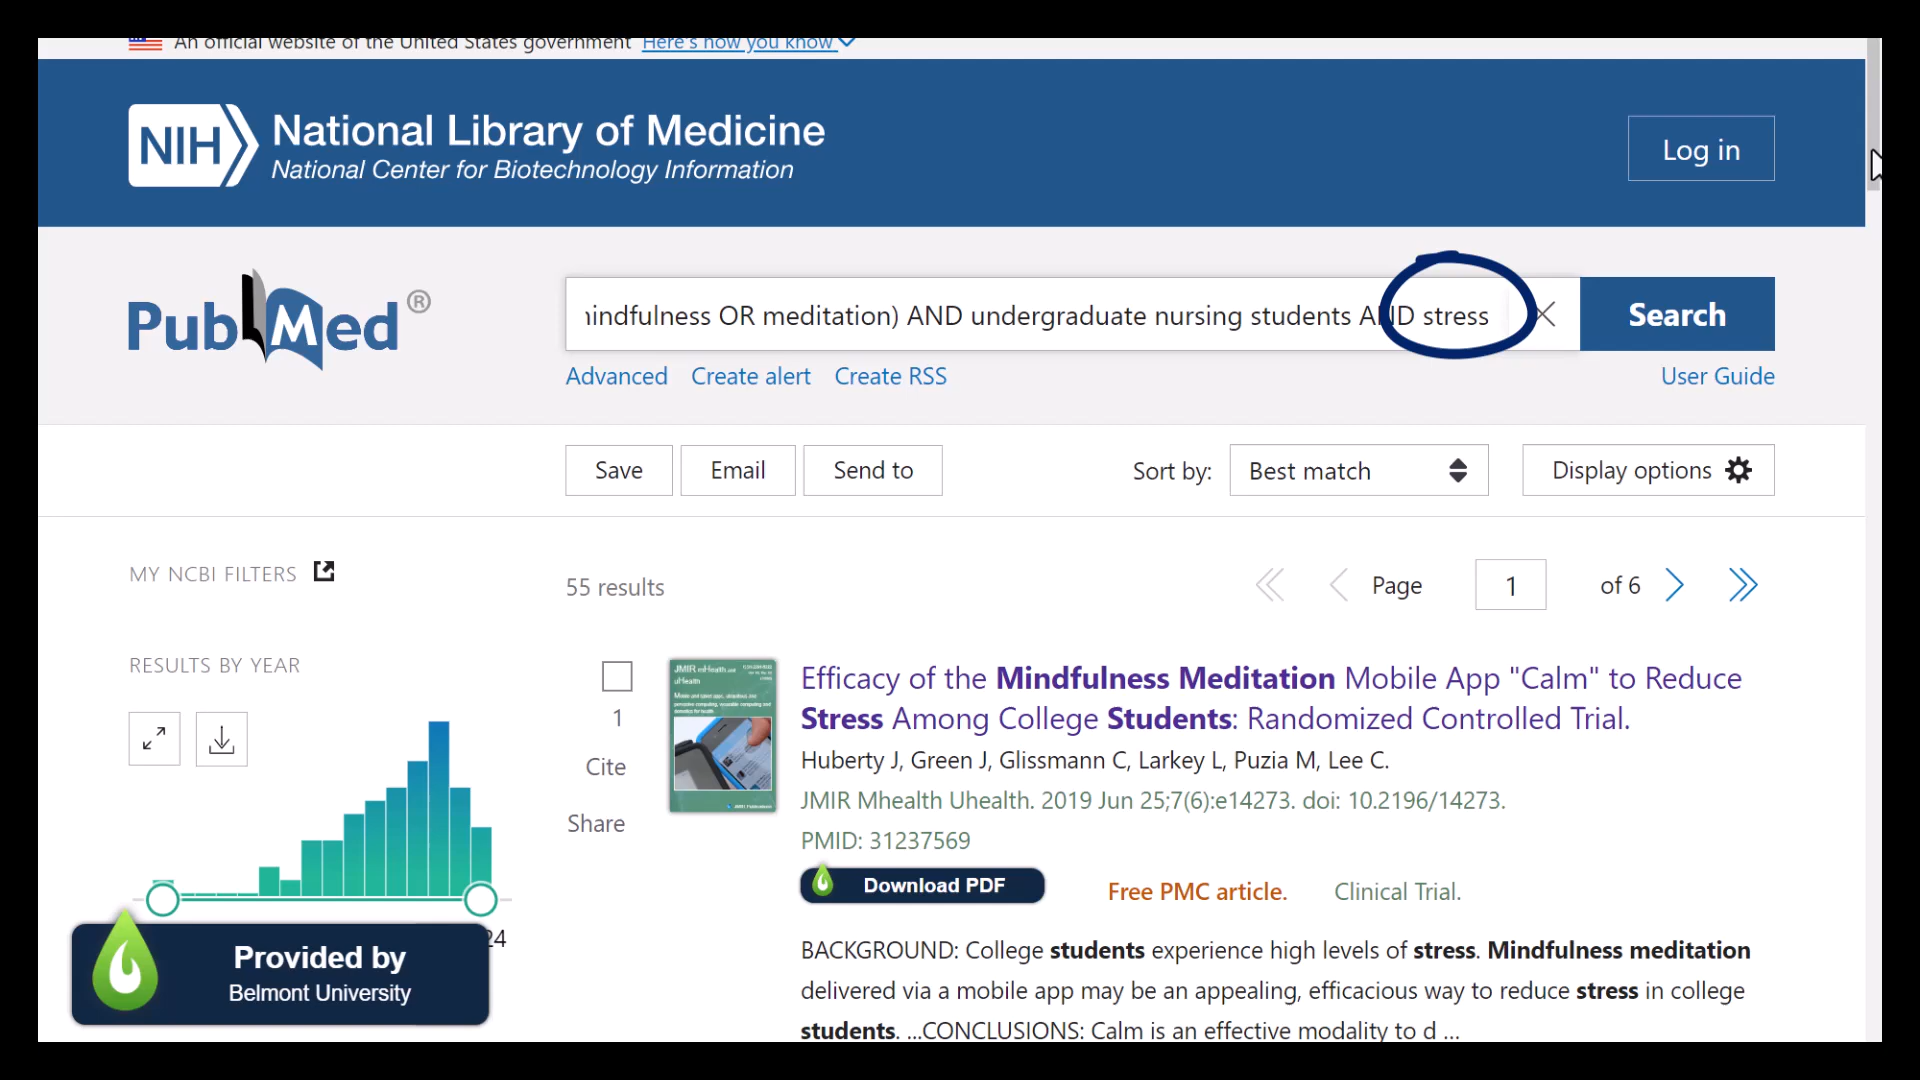 An official website of the United States government Here's how you know
NIH National Library of Medicine
National Center for Biotechnology Information
Log in
PubMed®
mindfulness OR meditation) AND undergraduate nursing students AND stress
Search
Advanced Create alert Create RSS
User Guide
Save Email Send to
Sort by: Best match
Display options
MY NCBI FILTERS
55 results
Page 1 of 6
RESULTS BY YEAR
1
Cite
Share
JMIR mHealth and uHealth
Efficacy of the Mindfulness Meditation Mobile App "Calm" to Reduce
Stress Among College Students: Randomized Controlled Trial.
Huberty J, Green J, Glissmann C, Larkey L, Puzia M, Lee C.
JMIR Mhealth Uhealth. 2019 Jun 25;7(6):e14273. doi: 10.2196/14273.
PMID: 31237569
Download PDF
Free PMC article. Clinical Trial.
BACKGROUND: College students experience high levels of stress. Mindfulness meditation
delivered via a mobile app may be an appealing, efficacious way to reduce stress in college
students. ...CONCLUSIONS: Calm is an effective modality to d ...
24
Provided by
Belmont University